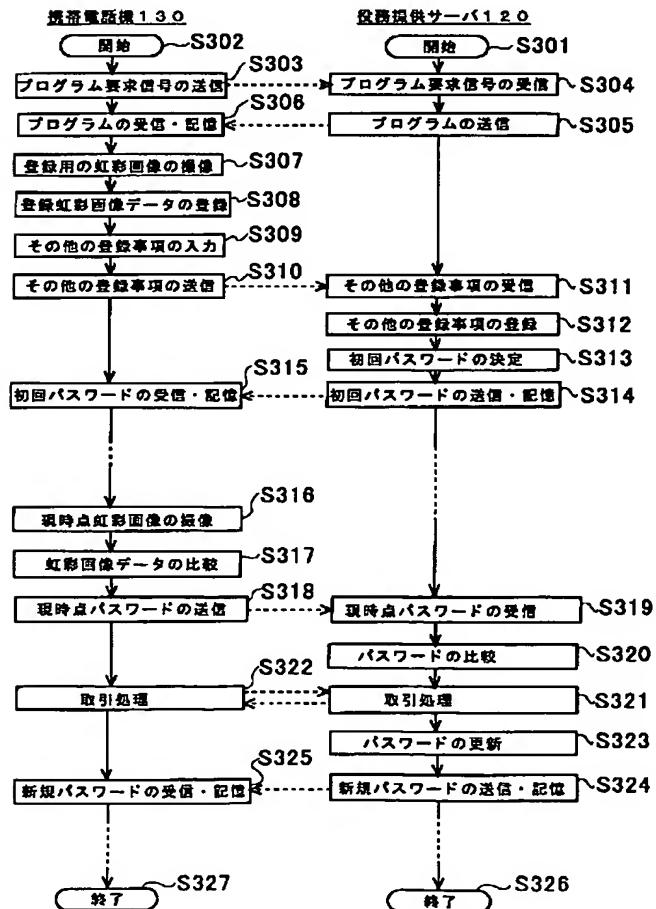 携帯電話機130 役務提供サーバ120
開始 S302 開始 S301
プログラム要求信号の送信 S303 プログラム要求信号の受信 S304
プログラムの受信・記憶 S306 プログラムの送信 S305
登録用の虹彩画像の撮像 S307
登録虹彩画像データの登録 S308
その他の登録事項の入力 S309
その他の登録事項の送信 S310 その他の登録事項の受信 S311
その他の登録事項の登録 S312
初回パスワードの決定 S313
初回パスワードの受信・記憶 S315 初回パスワードの送信・記憶 S314
現時点虹彩画像の撮像 S316
虹彩画像データの比較 S317
現時点パスワードの送信 S318 現時点パスワードの受信 S319
パスワードの比較 S320
取引処理 S322 取引処理 S321
パスワードの更新 S323
新規パスワードの受信・記憶 S325 新規パスワードの送信・記憶 S324
終了 S327 終了 S326